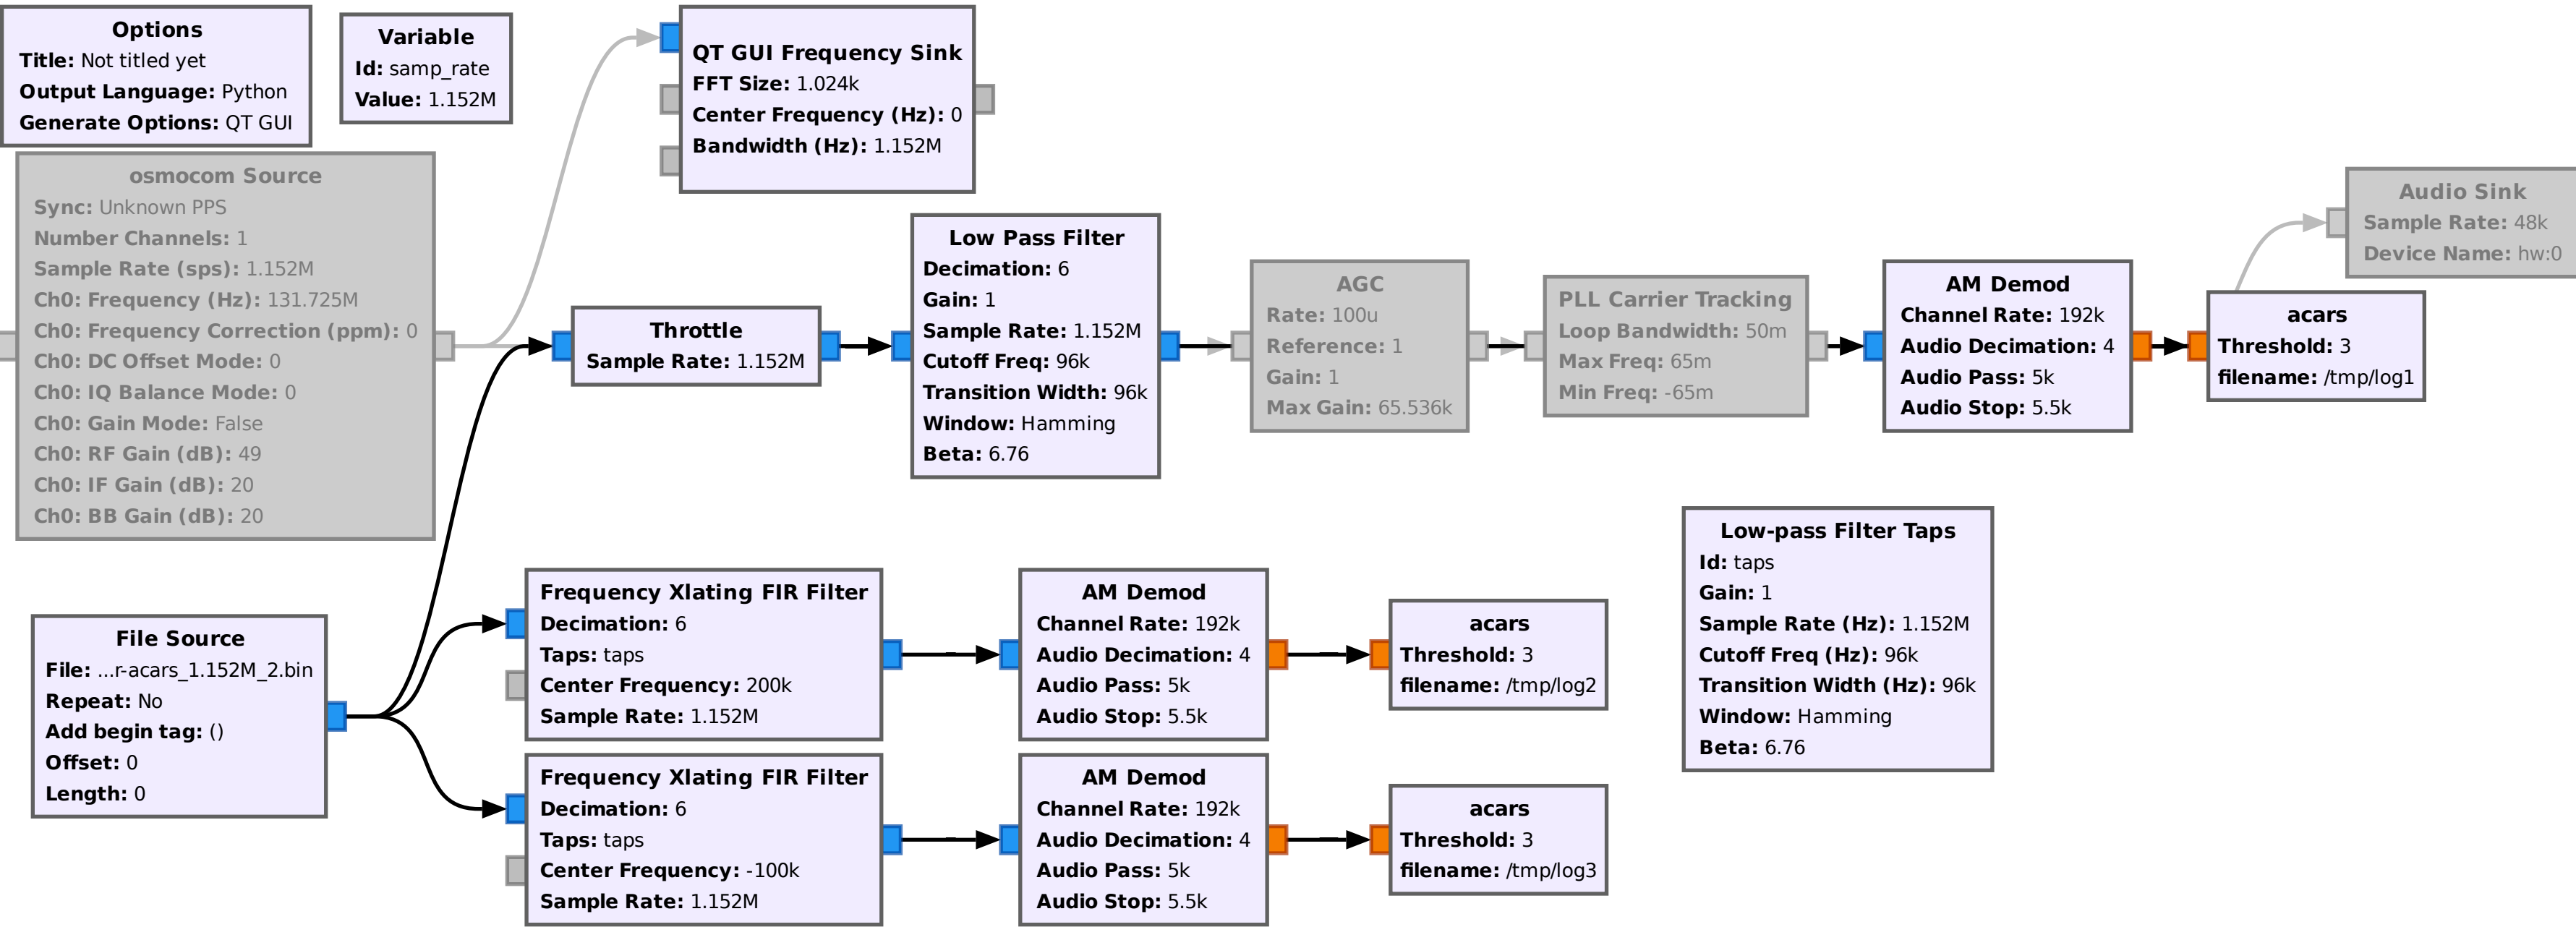 Options
Title: Not titled yet
Output Language: Python
Generate Options: QT GUI
Variable
Id: samp_rate
Value: 1.152M
QT GUI Frequency Sink
FFT Size: 1.024k
Center Frequency (Hz): 0
Bandwidth (Hz): 1.152M
osmocom Source
Sync: Unknown PPS
Number Channels: 1
Sample Rate (sps): 1.152M
Ch0: Frequency (Hz): 131.725M
Ch0: Frequency Correction (ppm): 0
Ch0: DC Offset Mode: 0
Ch0: IQ Balance Mode: 0
Ch0: Gain Mode: False
Ch0: RF Gain (dB): 49
Ch0: IF Gain (dB): 20
Ch0: BB Gain (dB): 20
Throttle
Sample Rate: 1.152M
Low Pass Filter
Decimation: 6
Gain: 1
Sample Rate: 1.152M
Cutoff Freq: 96k
Transition Width: 96k
Window: Hamming
Beta: 6.76
AGC
Rate: 100u
Reference: 1
Gain: 1
Max Gain: 65.536k
PLL Carrier Tracking
Loop Bandwidth: 50m
Max Freq: 65m
Min Freq: -65m
AM Demod
Channel Rate: 192k
Audio Decimation: 4
Audio Pass: 5k
Audio Stop: 5.5k
Audio Sink
Sample Rate: 48k
Device Name: hw:0
acars
Threshold: 3
filename: /tmp/log1
File Source
File: ...r-acars_1.152M_2.bin
Repeat: No
Add begin tag: ()
Offset: 0
Length: 0
Frequency Xlating FIR Filter
Decimation: 6
Taps: taps
Center Frequency: 200k
Sample Rate: 1.152M
AM Demod
Channel Rate: 192k
Audio Decimation: 4
Audio Pass: 5k
Audio Stop: 5.5k
acars
Threshold: 3
filename: /tmp/log2
Low-pass Filter Taps
Id: taps
Gain: 1
Sample Rate (Hz): 1.152M
Cutoff Freq (Hz): 96k
Transition Width (Hz): 96k
Window: Hamming
Beta: 6.76
Frequency Xlating FIR Filter
Decimation: 6
Taps: taps
Center Frequency: -100k
Sample Rate: 1.152M
AM Demod
Channel Rate: 192k
Audio Decimation: 4
Audio Pass: 5k
Audio Stop: 5.5k
acars
Threshold: 3
filename: /tmp/log3